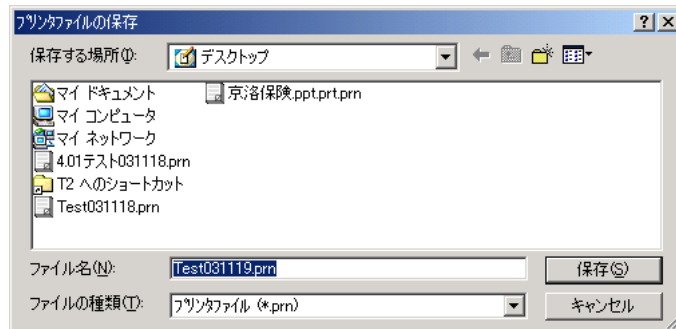 プリンタファイルの保存
保存する場所(I):
デスクトップ
マイ ドキュメント
マイ コンピュータ
マイ ネットワーク
4.01テスト031118.prn
T2 へのショートカット
Test031118.prn
京洛保険.ppt.prt.prn
ファイル名(N):
Test031119.prn
保存(S)
ファイルの種類(T):
プリンタファイル (*.prn)
キャンセル